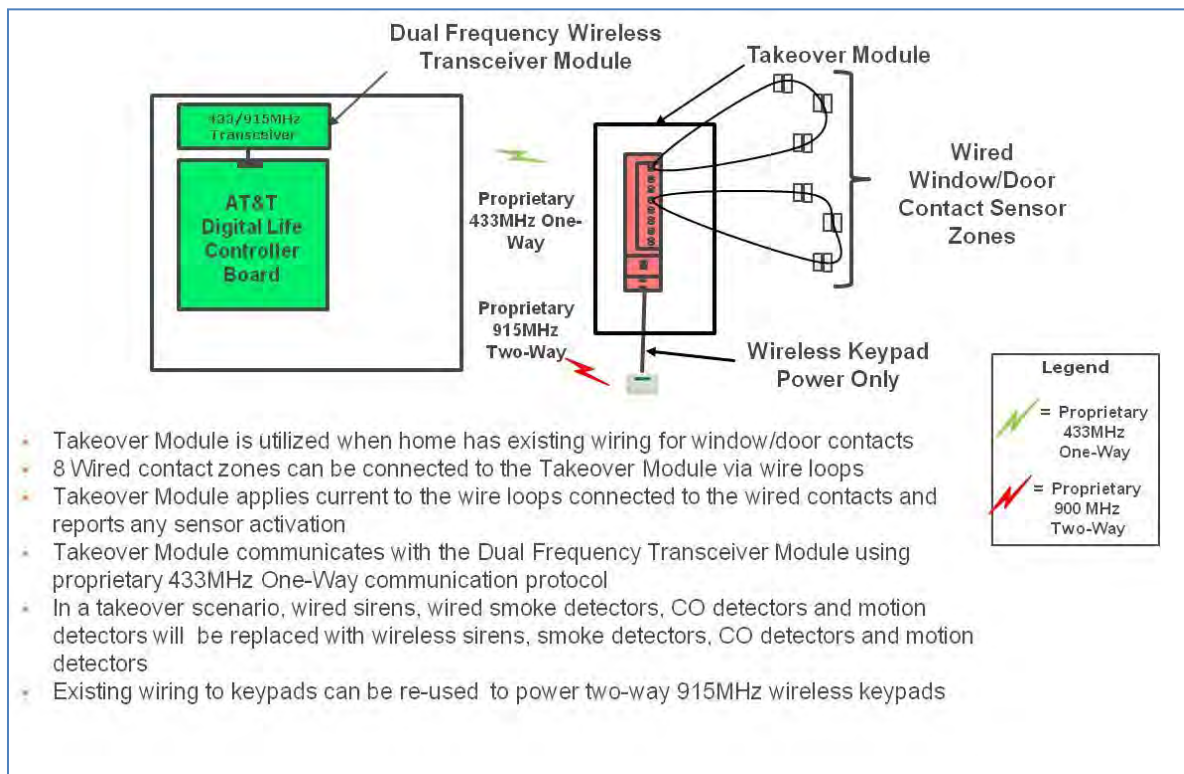 Dual Frequency Wireless
Transceiver Module
Takeover Module
433/915MHz
Transceiver
AT&T
Digital Life
Controller
Board
Proprietary
433MHz One-
Way
Wired
Window/Door
Contact Sensor
Zones
Proprietary
915MHz
Two-Way
Wireless Keypad
Power Only
Legend
= Proprietary
433MHz
One-Way
= Proprietary
900 MHz
Two-Way
• Takeover Module is utilized when home has existing wiring for window/door contacts
• 8 Wired contact zones can be connected to the Takeover Module via wire loops
• Takeover Module applies current to the wire loops connected to the wired contacts and
reports any sensor activation
• Takeover Module communicates with the Dual Frequency Transceiver Module using
proprietary 433MHz One-Way communication protocol
• In a takeover scenario, wired sirens, wired smoke detectors, CO detectors and motion
detectors will be replaced with wireless sirens, smoke detectors, CO detectors and motion
detectors
• Existing wiring to keypads can be re-used to power two-way 915MHz wireless keypads